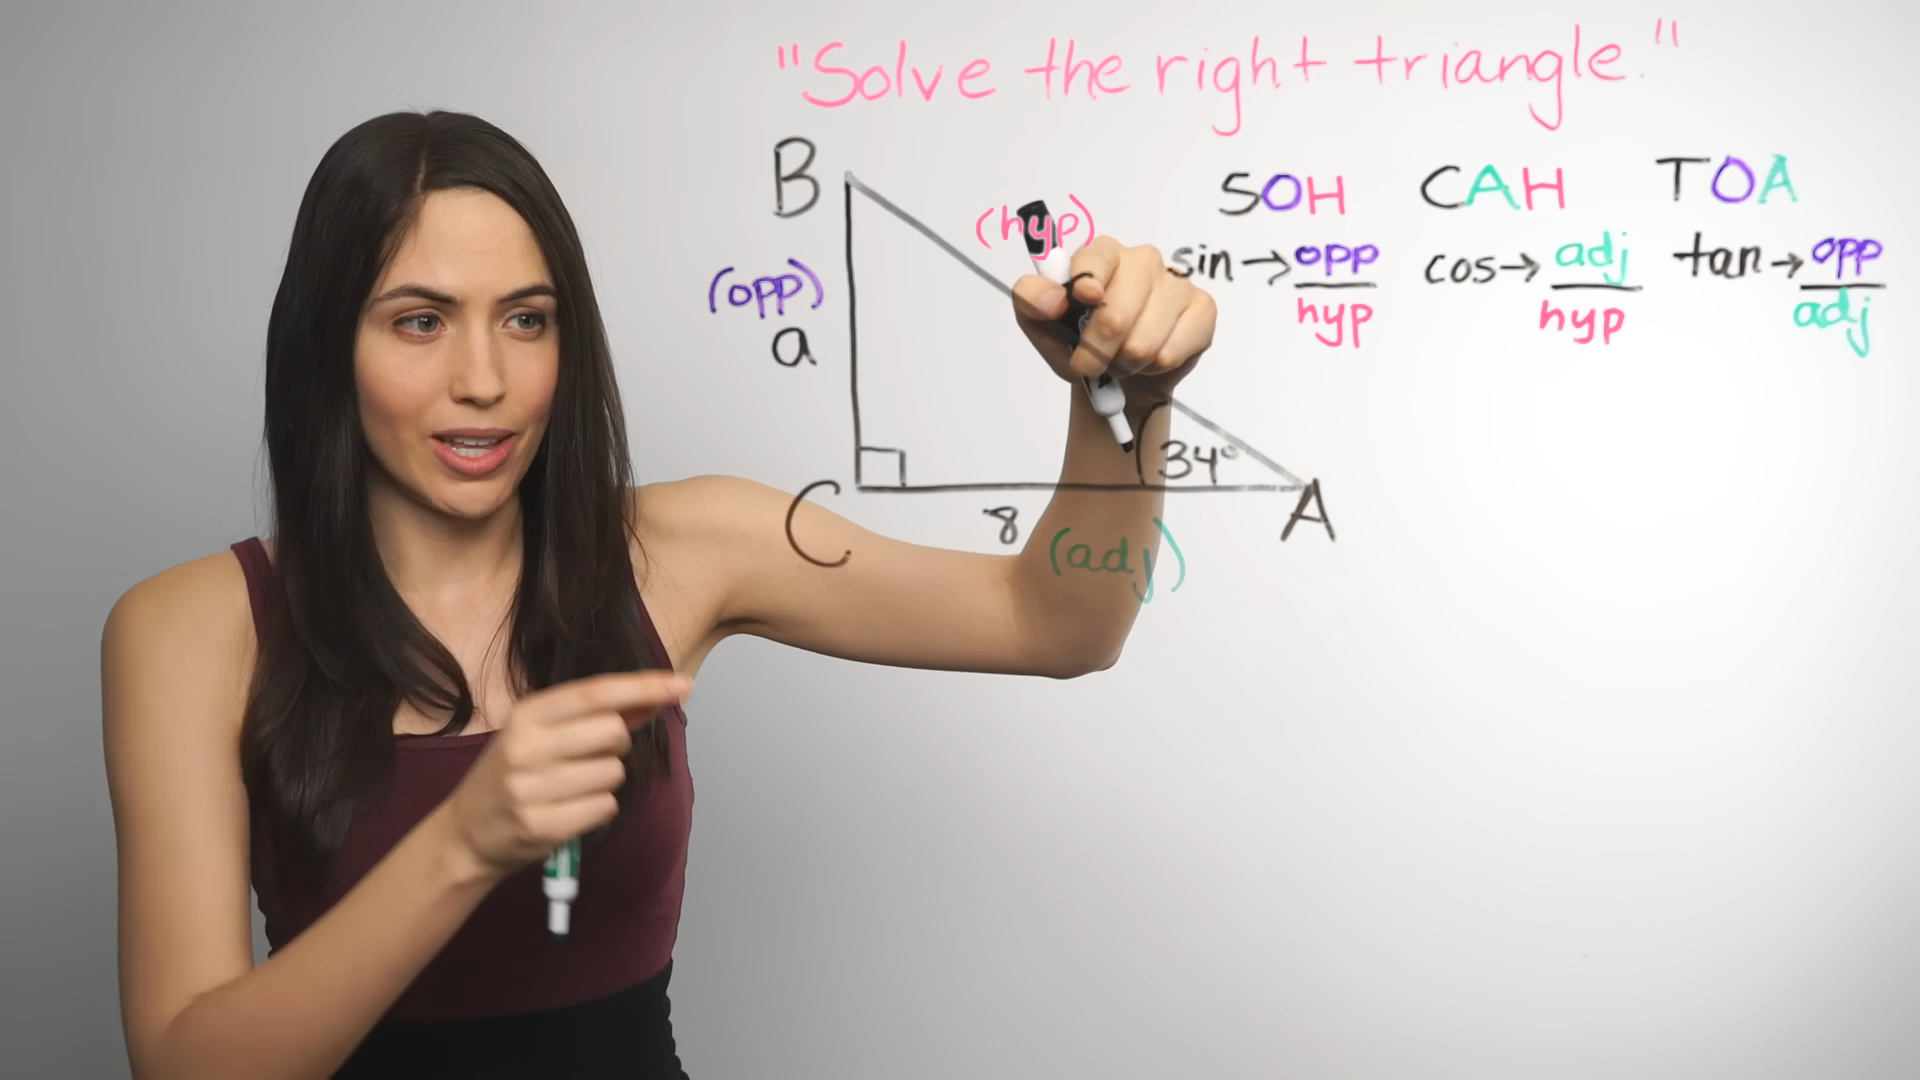 "Solve the right triangle."
B
SOH CAH TOA
(hyp)
sin→opp/hyp cos→adj/hyp tan→opp/adj
(opp)
a
34°
C 8 A
(adj)